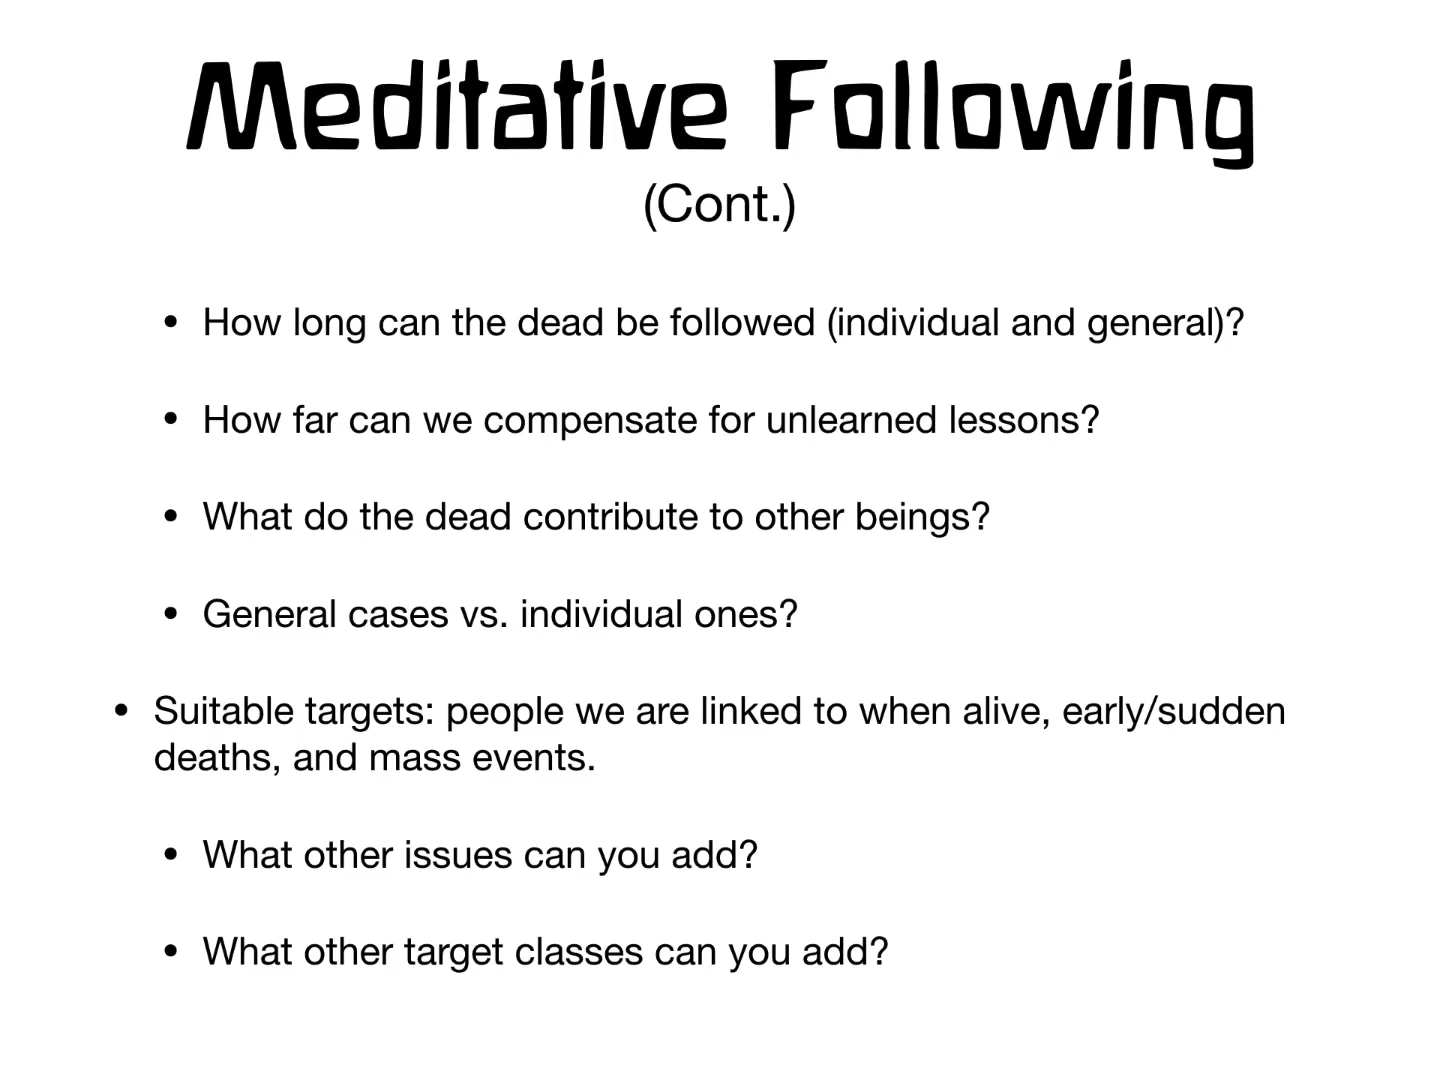 Meditative Following
(Cont.)
• How long can the dead be followed (individual and general)?
• How far can we compensate for unlearned lessons?
• What do the dead contribute to other beings?
• General cases vs. individual ones?
• Suitable targets: people we are linked to when alive, early/sudden
deaths, and mass events.
• What other issues can you add?
• What other target classes can you add?